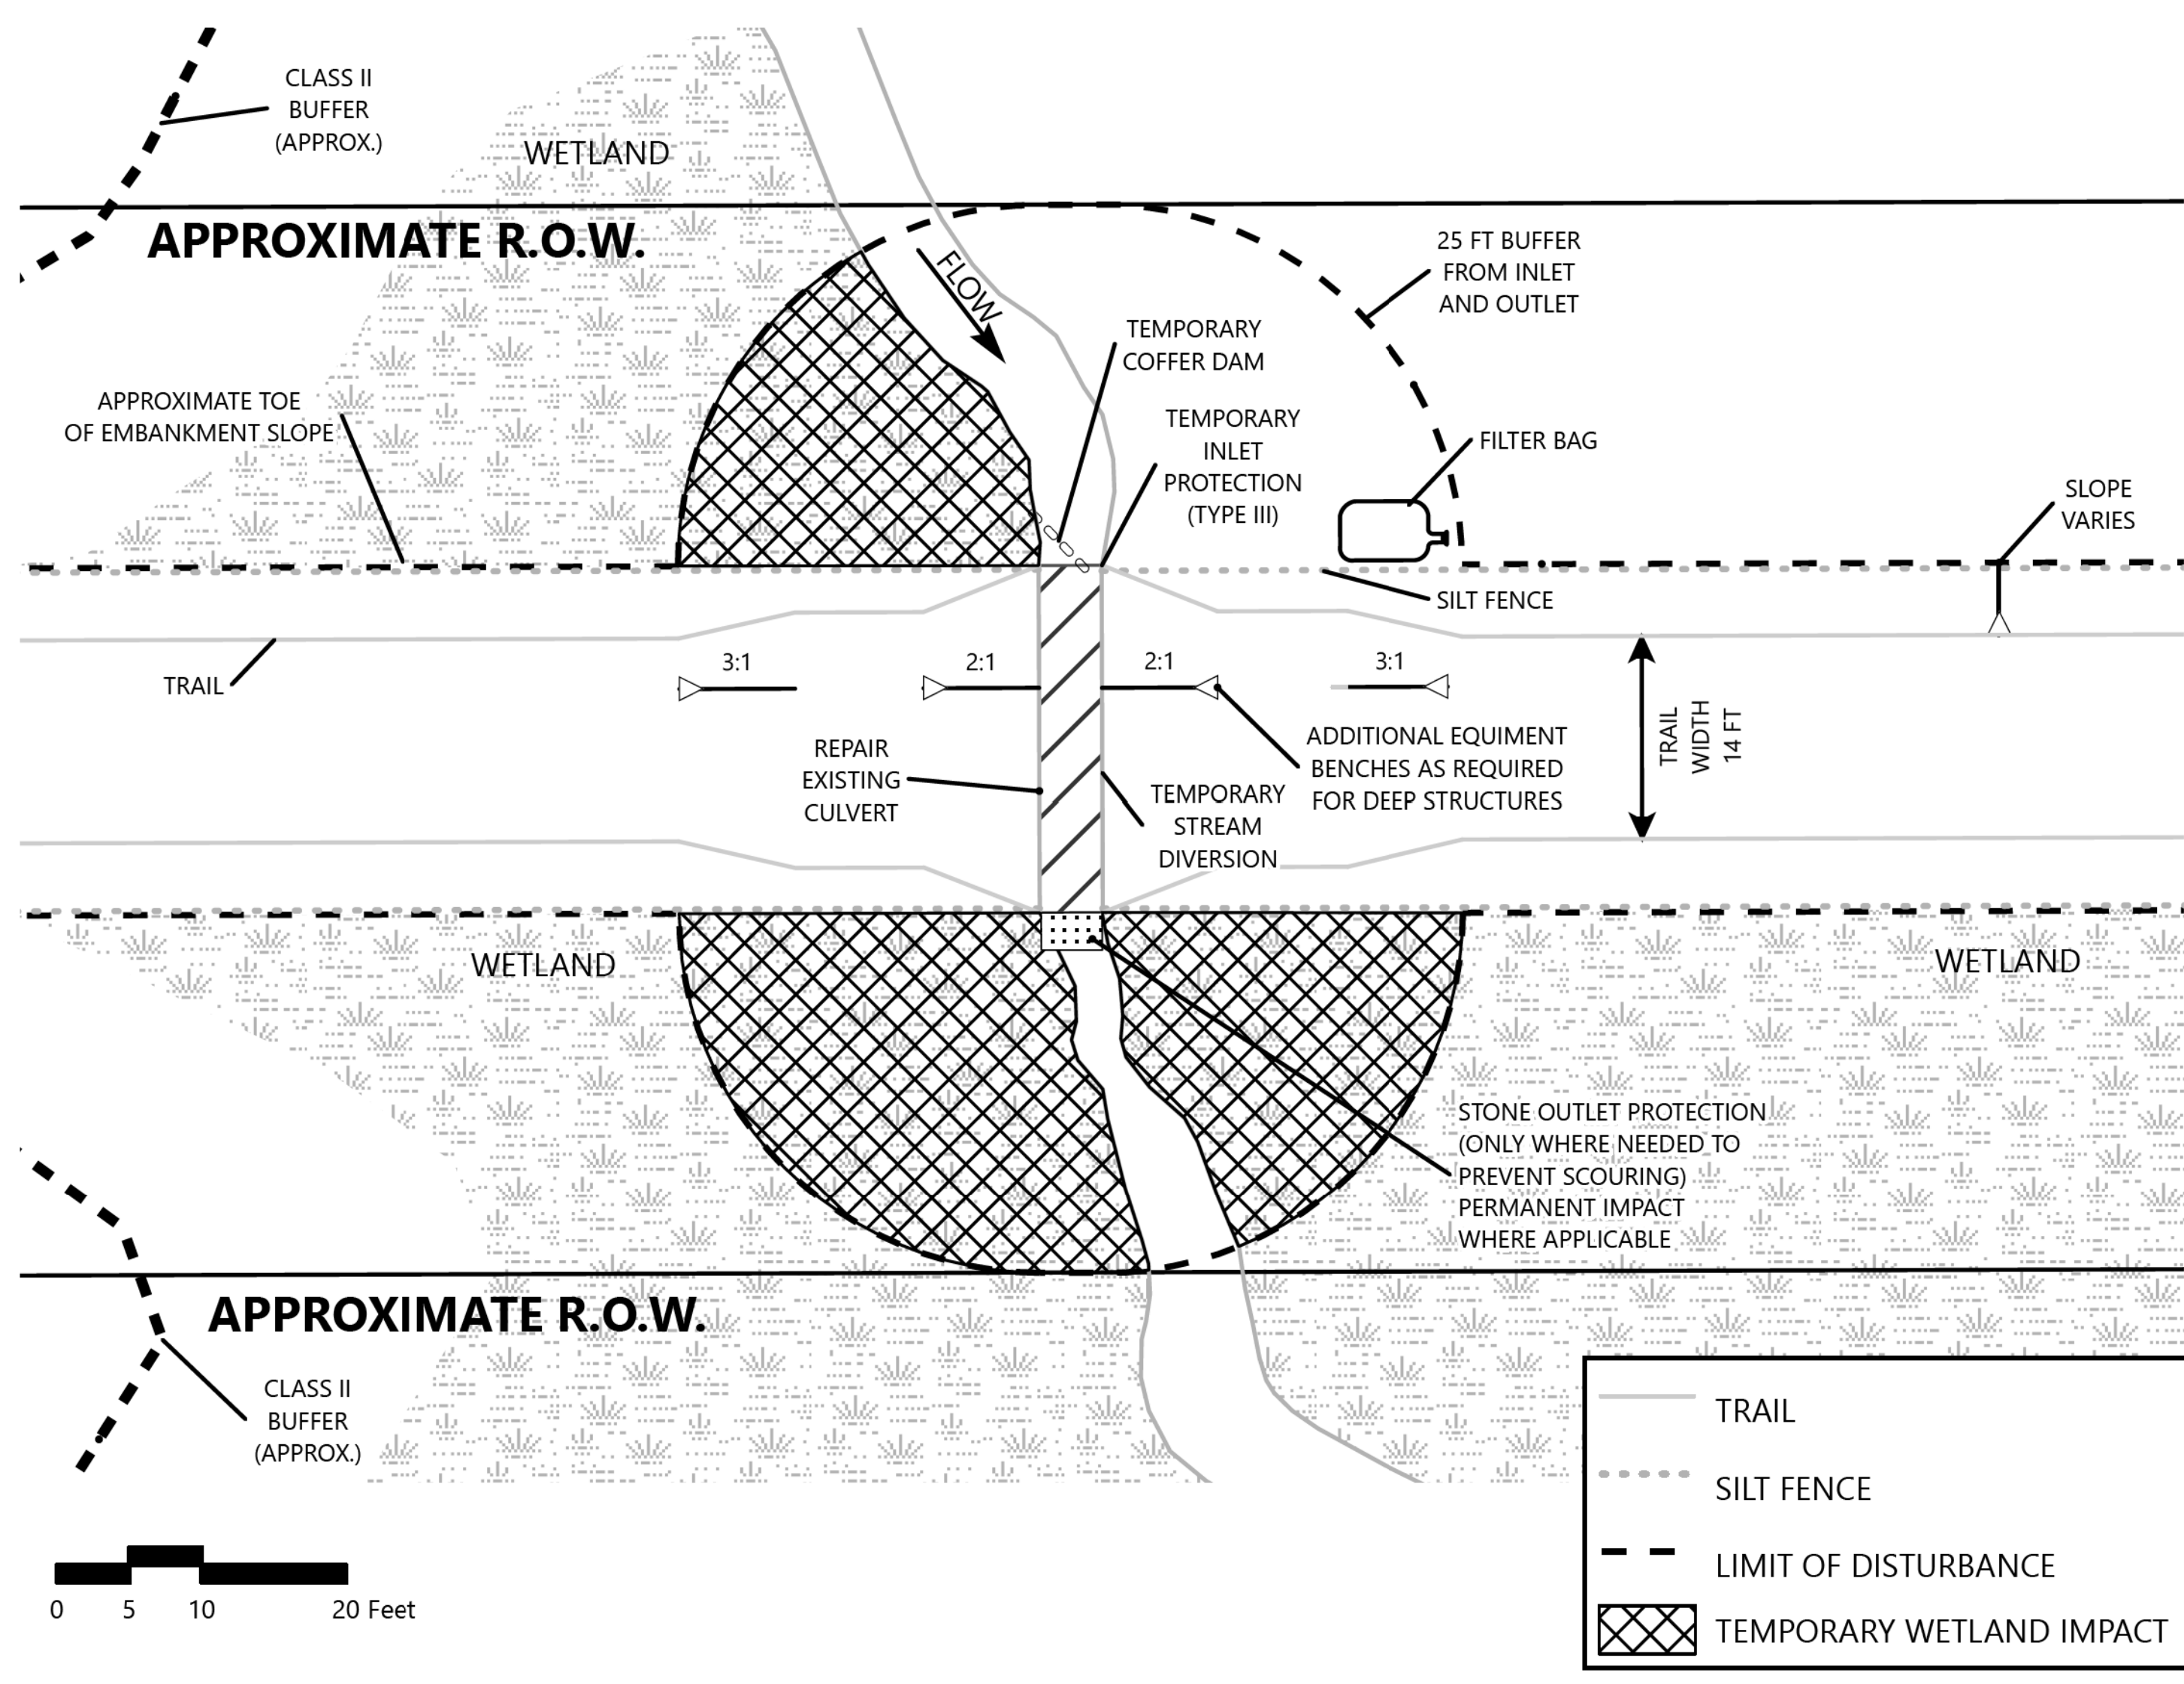 CLASS II
BUFFER
(APPROX.)
WETLAND
APPROXIMATE R.O.W.
FLOW
25 FT BUFFER
FROM INLET
AND OUTLET
TEMPORARY
COFFER DAM
APPROXIMATE TOE
OF EMBANKMENT SLOPE
TEMPORARY
INLET
PROTECTION
(TYPE III)
FILTER BAG
SLOPE
VARIES
SILT FENCE
TRAIL
3:1
2:1
2:1
3:1
TRAIL
WIDTH
14 FT
REPAIR
EXISTING
CULVERT
TEMPORARY
STREAM
DIVERSION
ADDITIONAL EQUIMENT
BENCHES AS REQUIRED
FOR DEEP STRUCTURES
WETLAND
WETLAND
STONE OUTLET PROTECTION
(ONLY WHERE NEEDED TO
PREVENT SCOURING)
PERMANENT IMPACT
WHERE APPLICABLE
APPROXIMATE R.O.W.
CLASS II
BUFFER
(APPROX.)
0 5 10 20 Feet
TRAIL
SILT FENCE
LIMIT OF DISTURBANCE
TEMPORARY WETLAND IMPACT